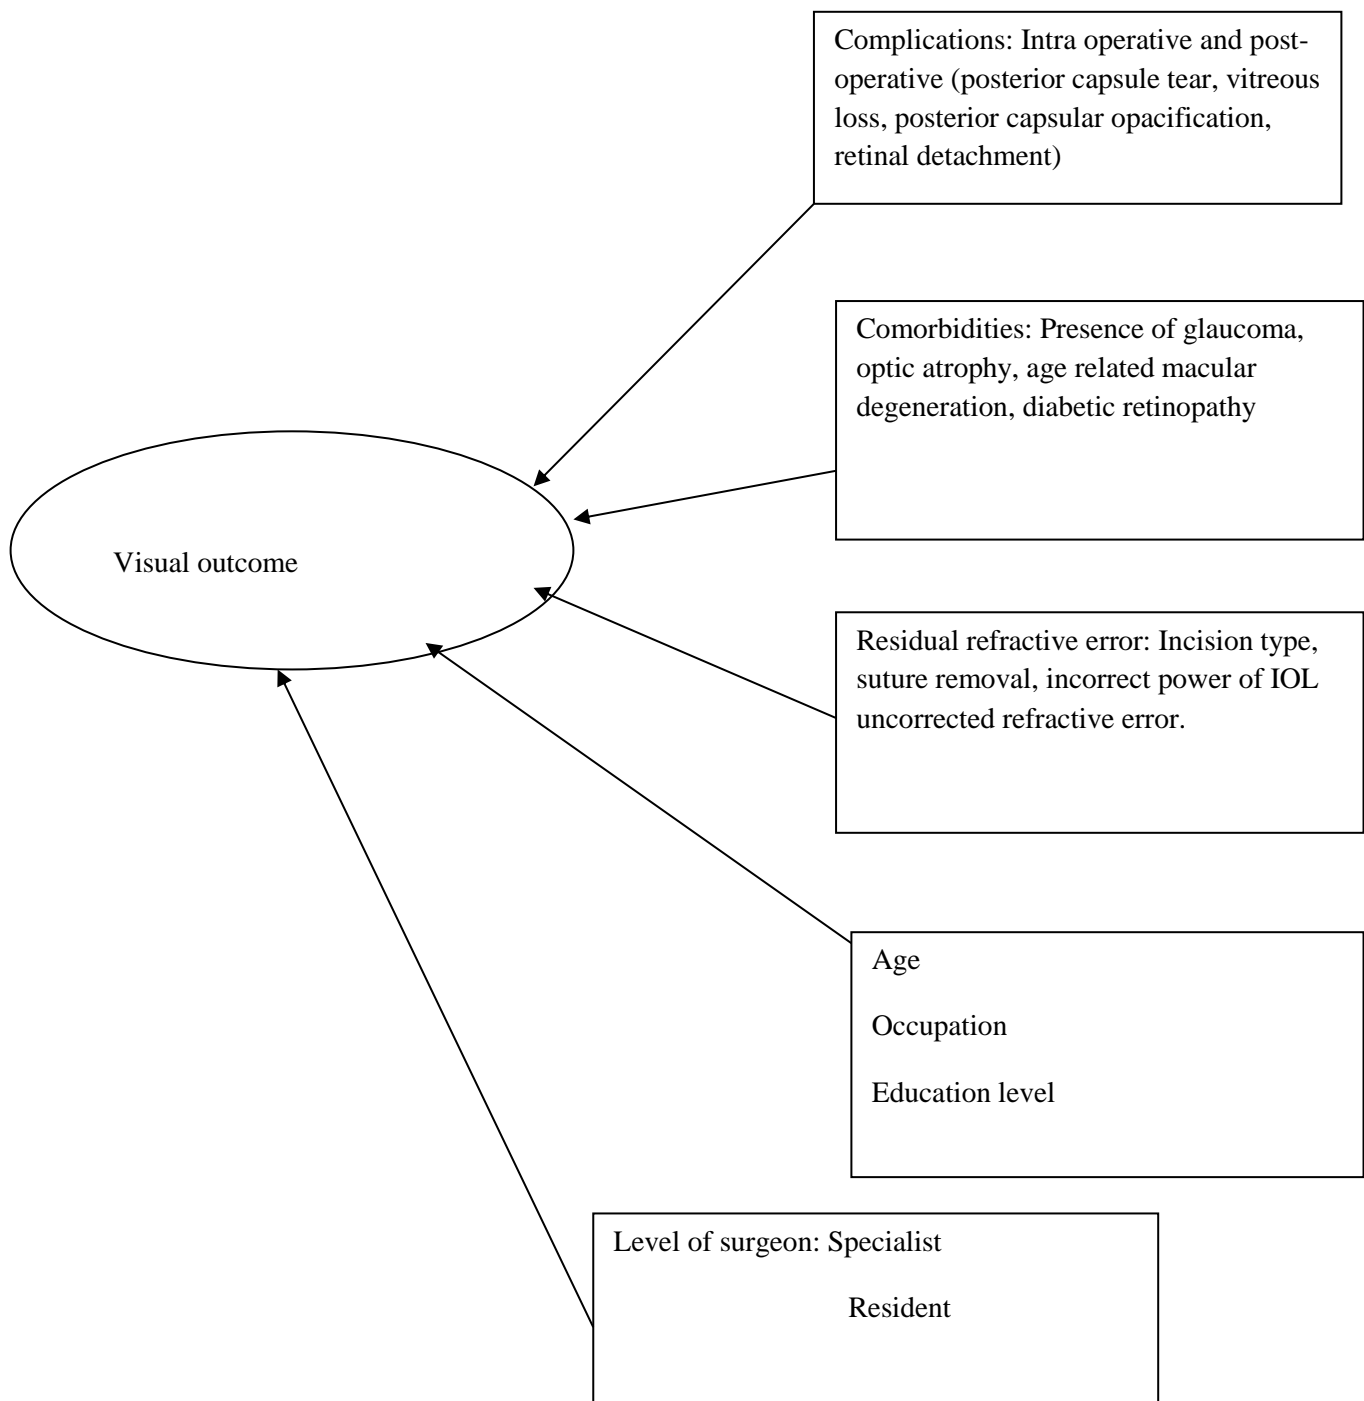 Complications: Intra operative and post-
operative (posterior capsule tear, vitreous
loss, posterior capsular opacification,
retinal detachment)
Comorbidities: Presence of glaucoma,
optic atrophy, age related macular
degeneration, diabetic retinopathy
Visual outcome
Residual refractive error: Incision type,
suture removal, incorrect power of IOL
uncorrected refractive error.
Age
Occupation
Education level
Level of surgeon: Specialist
Resident